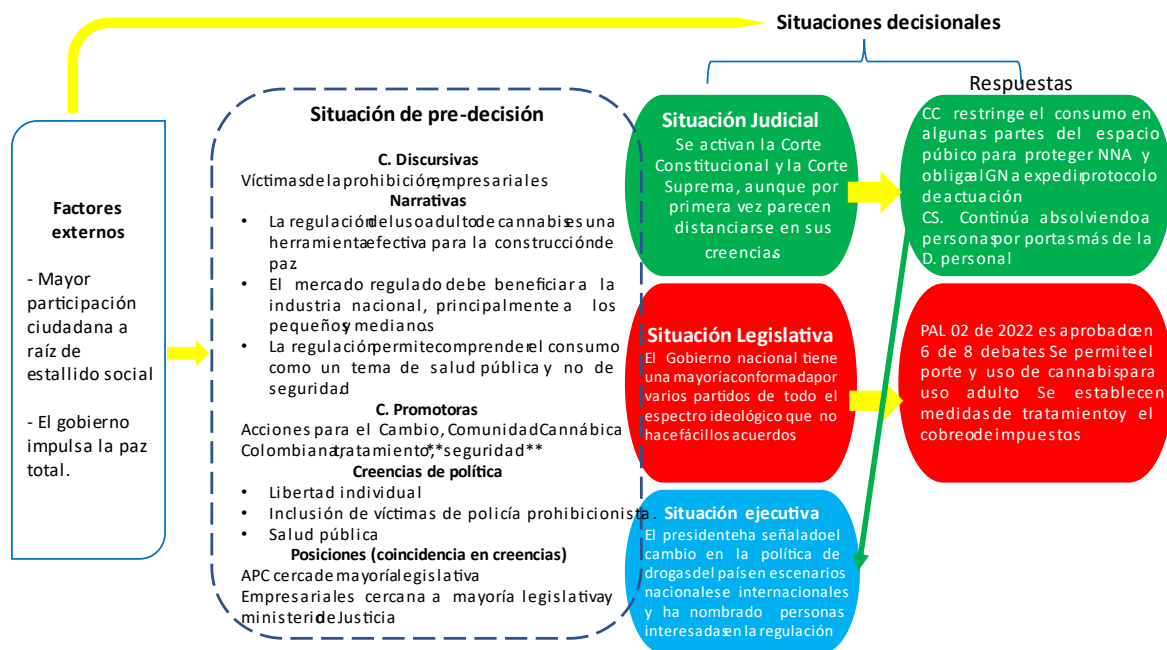 Situaciones decisionales
Factores
externos
- Mayor
participación
ciudadana a
raíz de
estallido social
- El gobierno
impulsa la paz
total.
Situación de pre-decisión
C. Discursivas
Víctimas de la prohibición, empresariales
Narrativas
• La regulación del uso adulto de cannabis es una
herramienta efectiva para la construcción de
paz
• El mercado regulado debe beneficiar a la
industria nacional, principalmente a los
pequeños y medianos.
• La regulación permite comprender el consumo
como un tema de salud pública y no de
seguridad.
C. Promotoras
Acciones para el Cambio, Comunidad Cannábica
Colombiana, tratamiento**, seguridad**
Creencias de política
• Libertad individual
• Inclusión de víctimas de policía prohibicionista.
• Salud pública
Posiciones (coincidencia en creencias)
APC cerca de mayoría legislativa
Empresariales cercana a mayoría legislativa y
ministerio de Justicia
Situación Judicial
Se activan la Corte
Constitucional y la Corte
Suprema, aunque por
primera vez parecen
distanciarse en sus
creencias.
Situación Legislativa
El Gobierno nacional tiene
una mayoría conformada por
varios partidos de todo el
espectro ideológico que no
hace fácil los acuerdos
Situación ejecutiva
El presidente ha señalado el
cambio en la política de
drogas del país en escenarios
nacionales e internacionales
y ha nombrado personas
interesadas en la regulación
Respuestas
CC restringe el consumo en
algunas partes del espacio
púbico para proteger NNA y
obliga al GN a expedir protocolo
de actuación
CS. Continúa absolviendo a
personas por portas más de la
D. personal
PAL 02 de 2022 es aprobado en
6 de 8 debates Se permite el
porte y uso de cannabis para
uso adulto Se establecen
medidas de tratamiento y el
cobreo de impuestos